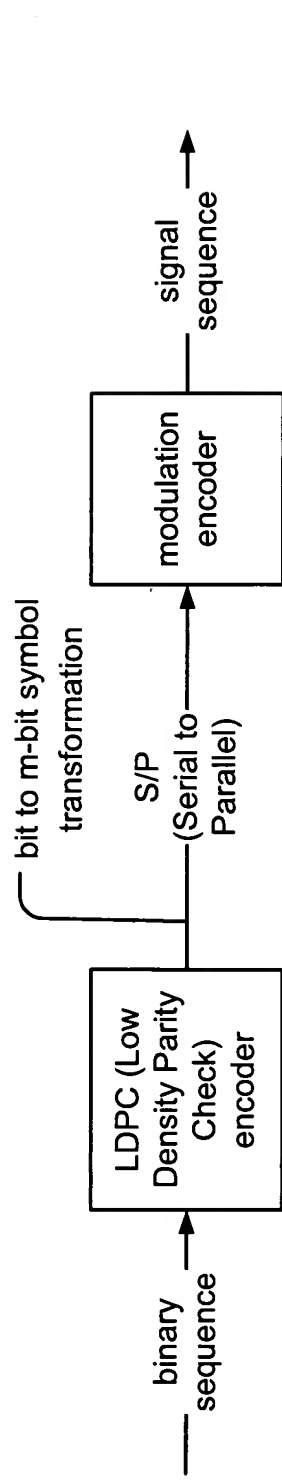 binary
sequence
LDPC (Low
Density Parity
Check)
encoder
bit to m-bit symbol
transformation
S/P
(Serial to
Parallel)
modulation
encoder
signal
sequence